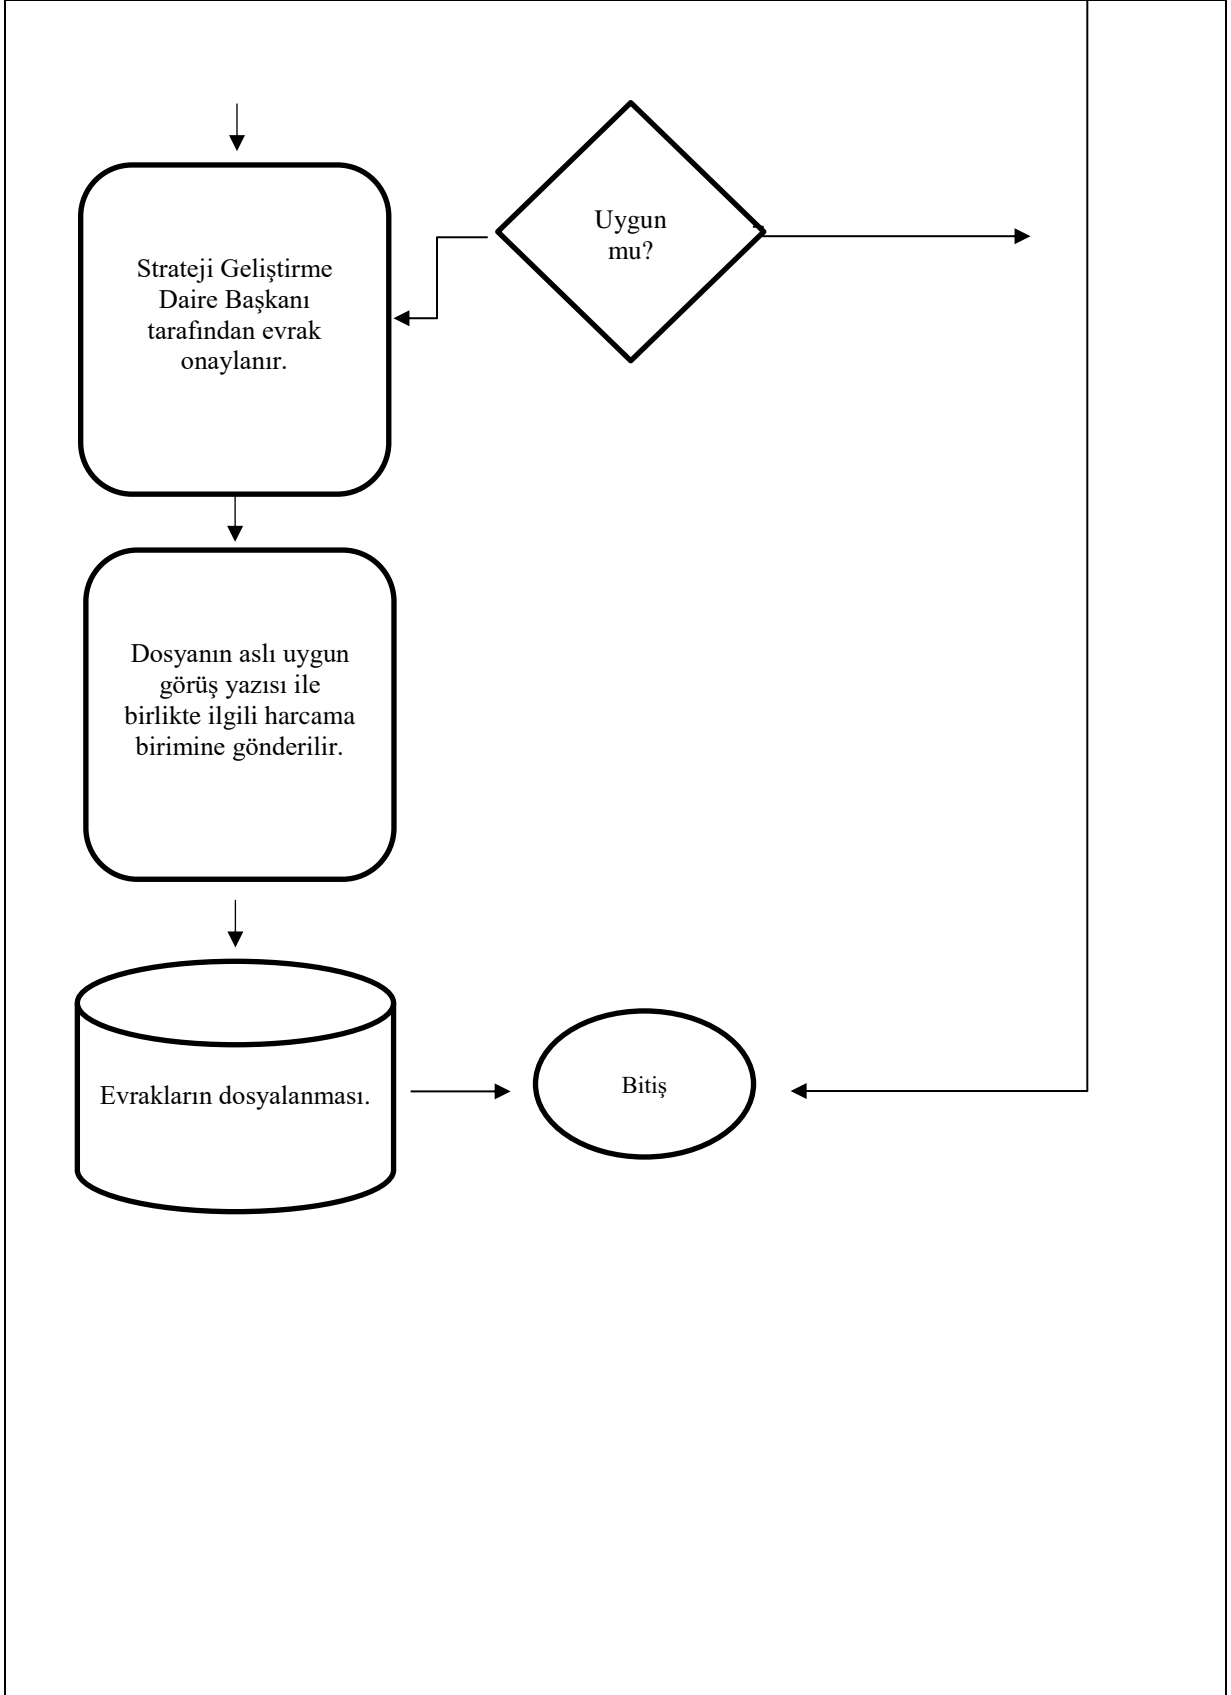 Uygun
mu?
Strateji Geliştirme
Daire Başkanı
tarafından evrak
onaylanır.
Dosyanın aslı uygun
görüş yazısı ile
birlikte ilgili harcama
birimine gönderilir.
Evrakların dosyalanması.
Bitiş